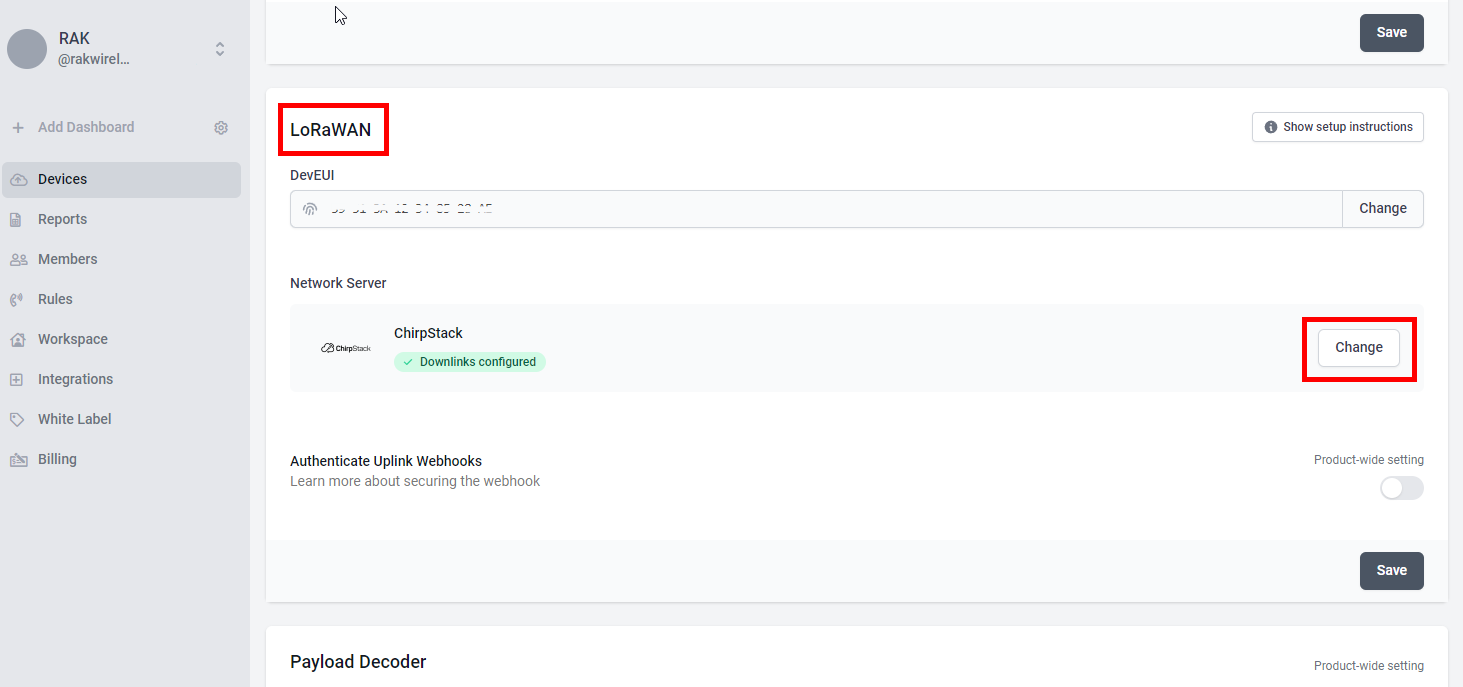 RAK
@rakwirel...
Add Dashboard
Devices
Reports
Members
Rules
Workspace
Integrations
White Label
Billing
Save
LoRaWAN
Show setup instructions
DevEUI
Change
Network Server
ChirpStack
ChirpStack
Downlinks configured
Change
Authenticate Uplink Webhooks
Learn more about securing the webhook
Product-wide setting
Save
Payload Decoder
Product-wide setting